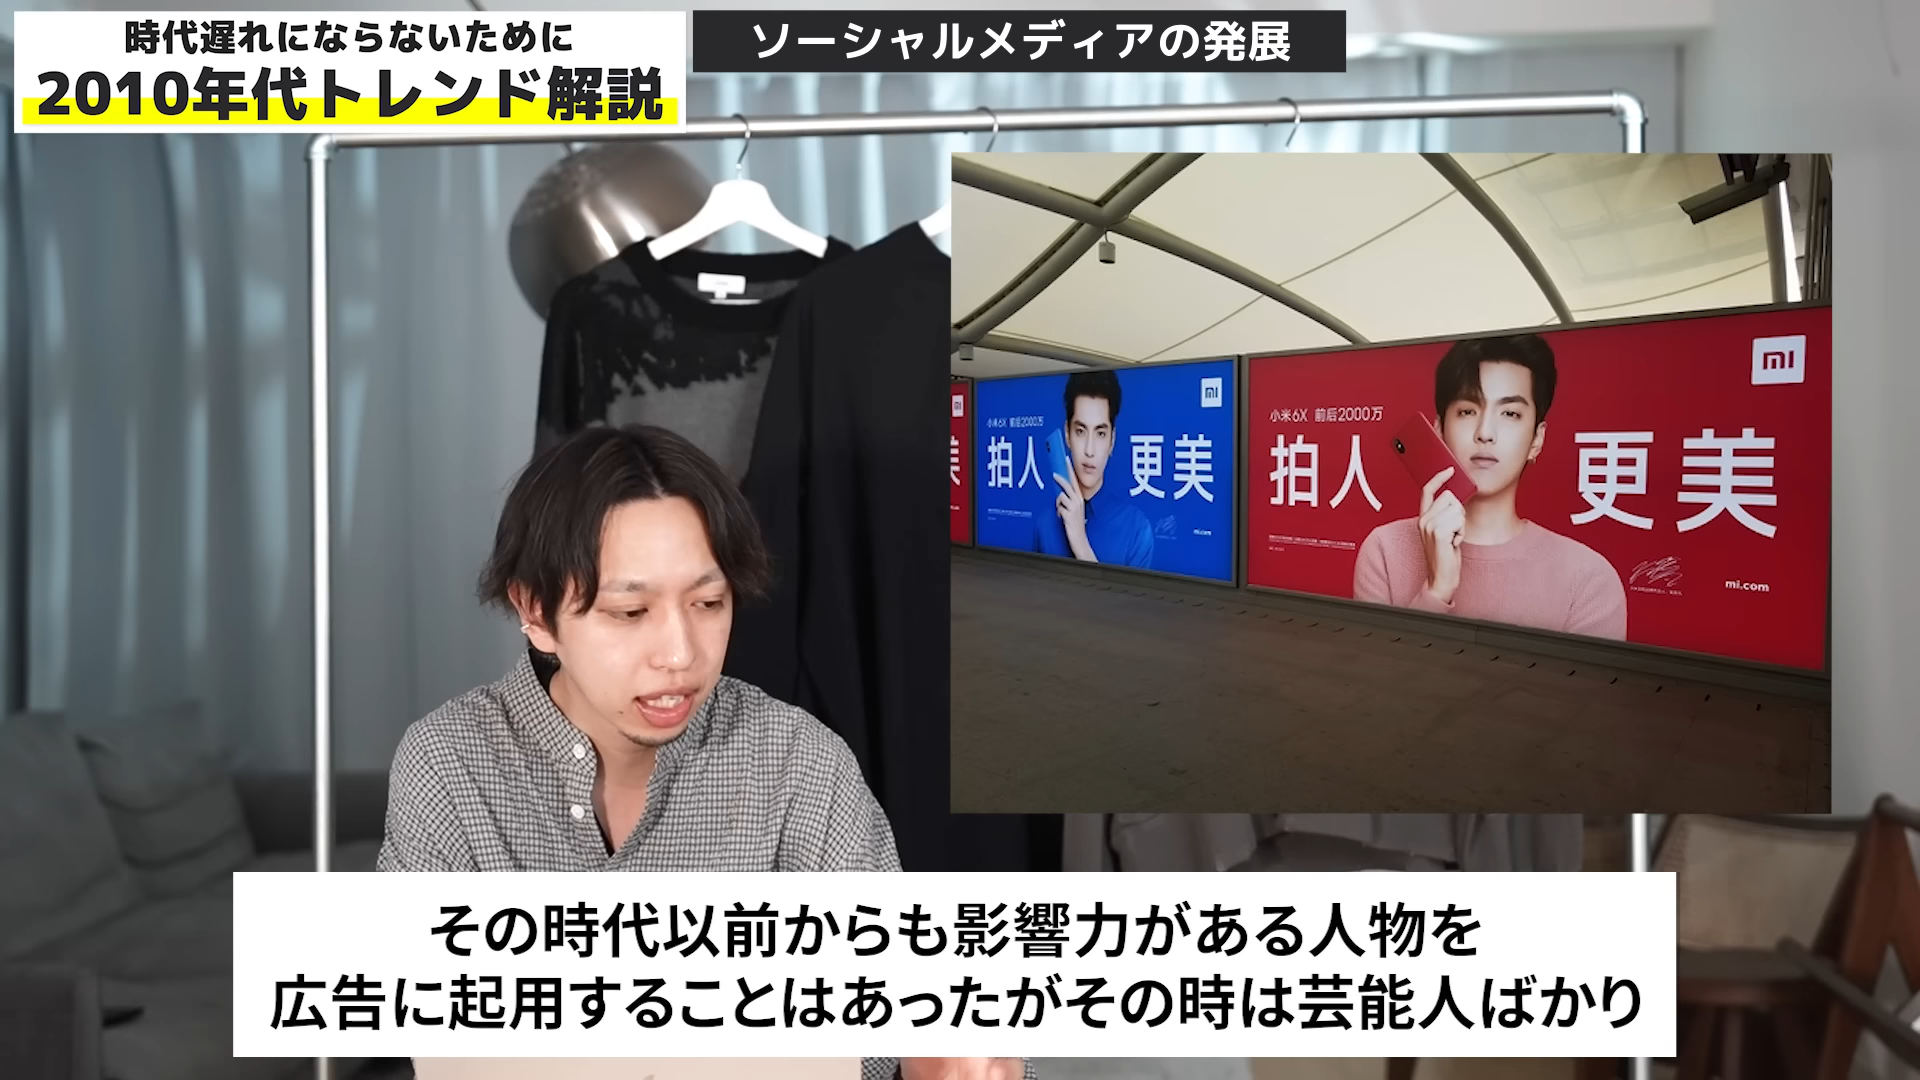 時代遅れにならないために
2010年代トレンド解説
ソーシャルメディアの発展
mi
小米6X 前后2000万
拍人 更美
mi.com
mi
小米6X 前后2000万
拍人 更美
mi.com
mi
美
その時代以前からも影響力がある人物を
広告に起用することはあったがその時は芸能人ばかり